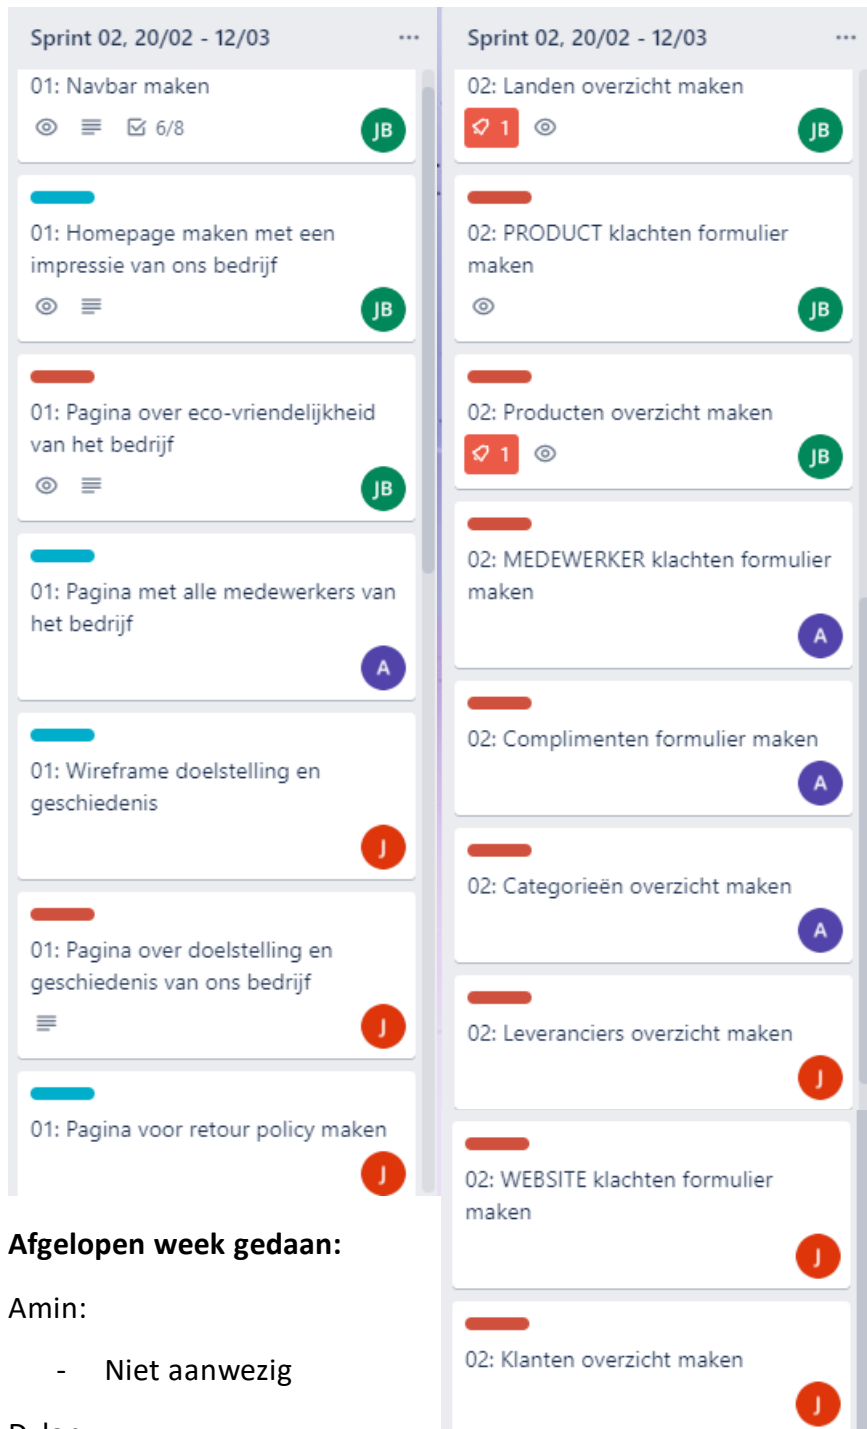 Sprint 02, 20/02 - 12/03
01: Navbar maken
6/8
JB
01: Homepage maken met een
impressie van ons bedrijf
JB
01: Pagina over eco-vriendelijkheid
van het bedrijf
JB
01: Pagina met alle medewerkers van
het bedrijf
A
01: Wireframe doelstelling en
geschiedenis
J
01: Pagina over doelstelling en
geschiedenis van ons bedrijf
J
01: Pagina voor retour policy maken
J
Sprint 02, 20/02 - 12/03
02: Landen overzicht maken
1
JB
02: PRODUCT klachten formulier
maken
JB
02: Producten overzicht maken
1
JB
02: MEDEWERKER klachten formulier
maken
A
02: Complimenten formulier maken
A
02: Categorieën overzicht maken
A
02: Leveranciers overzicht maken
J
02: WEBSITE klachten formulier
maken
J
02: Klanten overzicht maken
J
Afgelopen week gedaan:
Amin:
- Niet aanwezig